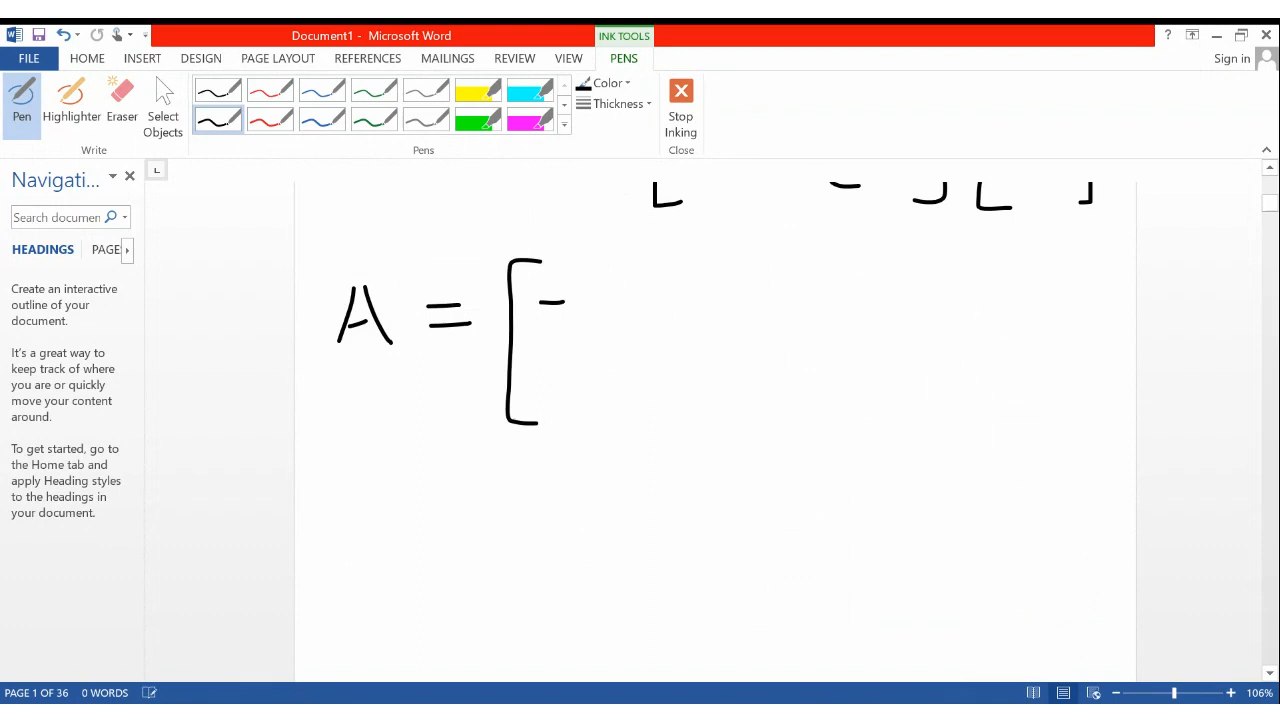 Document1 - Microsoft Word
INK TOOLS
?
FILE HOME INSERT DESIGN PAGE LAYOUT REFERENCES MAILINGS REVIEW VIEW PENS Sign in
Pen Highlighter Eraser Select Objects
Color
Thickness
Stop Inking
Write Pens Close
Navigati...
Search documen
HEADINGS PAGE
Create an interactive
outline of your
document.
It's a great way to
keep track of where
you are or quickly
move your content
around.
To get started, go to
the Home tab and
apply Heading styles
to the headings in
your document.
A = [ -
PAGE 1 OF 36 0 WORDS 106%